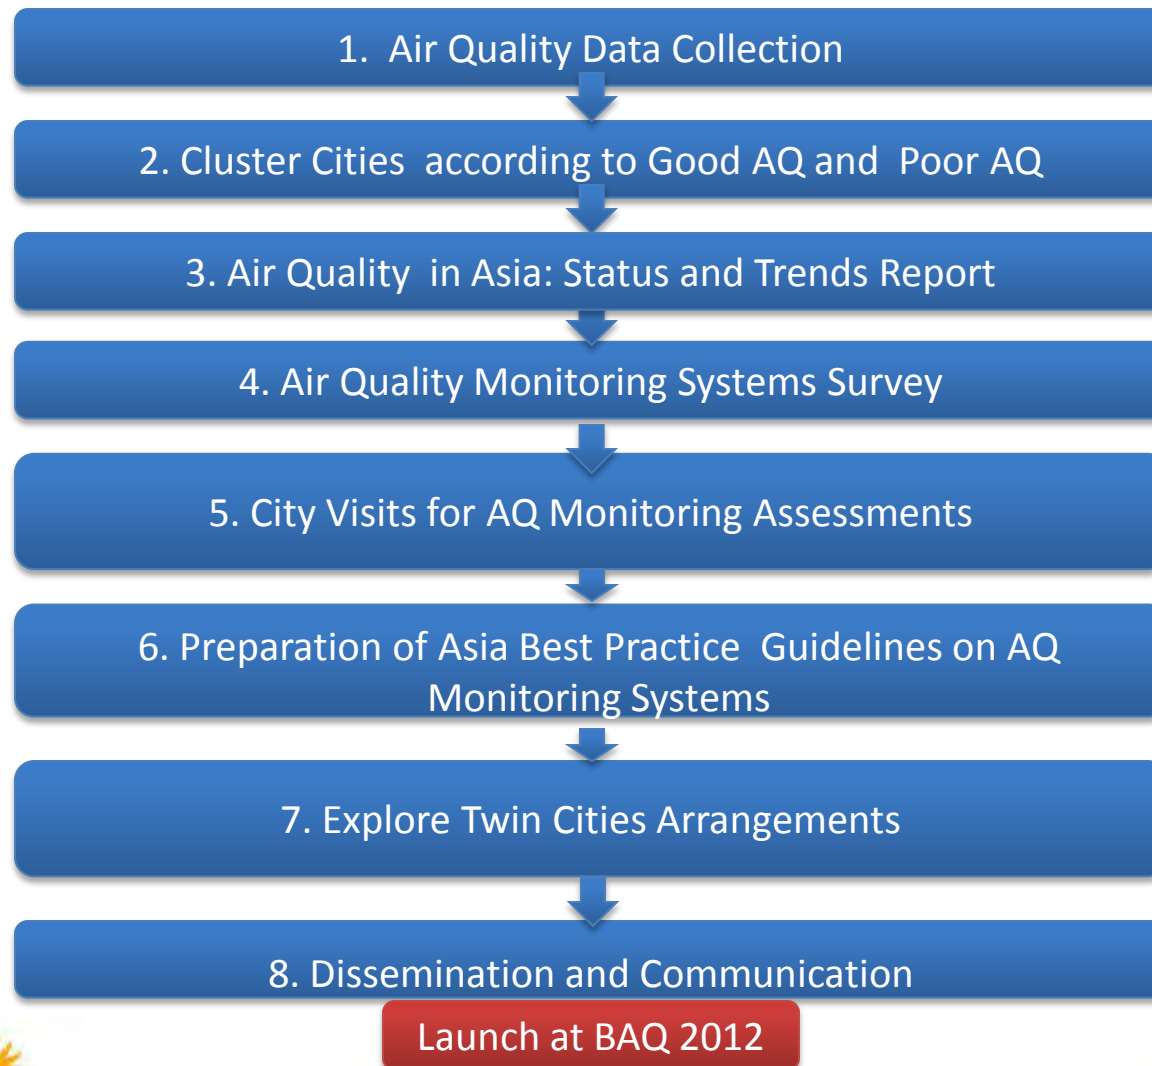 1. Air Quality Data Collection
2. Cluster Cities according to Good AQ and Poor AQ
3. Air Quality in Asia: Status and Trends Report
4. Air Quality Monitoring Systems Survey
5. City Visits for AQ Monitoring Assessments
6. Preparation of Asia Best Practice Guidelines on AQ
Monitoring Systems
7. Explore Twin Cities Arrangements
8. Dissemination and Communication
Launch at BAQ 2012